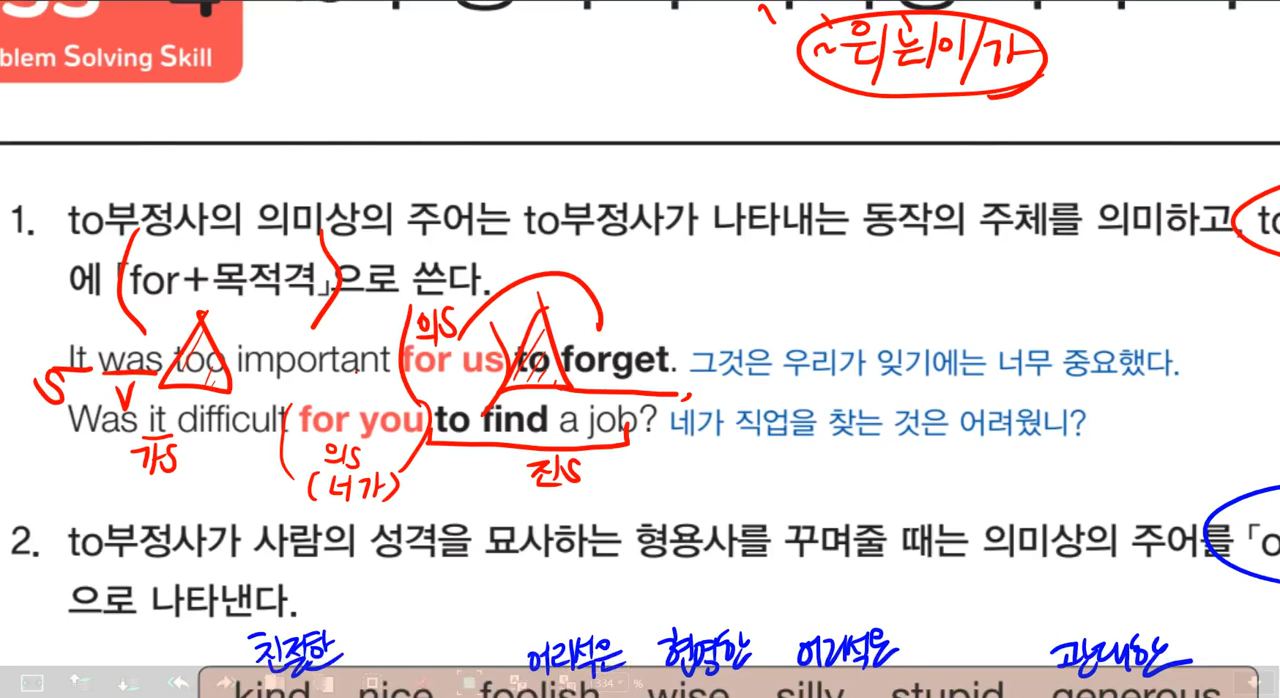 blem Solving Skill
~은/는/이/가
1. to부정사의 의미상의 주어는 to부정사가 나타내는 동작의 주체를 의미하고, to
에 「for+목적격」으로 쓴다.
의S
It was too important for us to forget. 그것은 우리가 잊기에는 너무 중요했다.
S V
Was it difficult for you to find a job? 네가 직업을 찾는 것은 어려웠니?
가S 의S 진S
(너가)
2. to부정사가 사람의 성격을 묘사하는 형용사를 꾸며줄 때는 의미상의 주어를 「o
으로 나타낸다.
친절한 어리석은 현명한 어리석은 관대한
kind nice foolish wise silly stupid generous